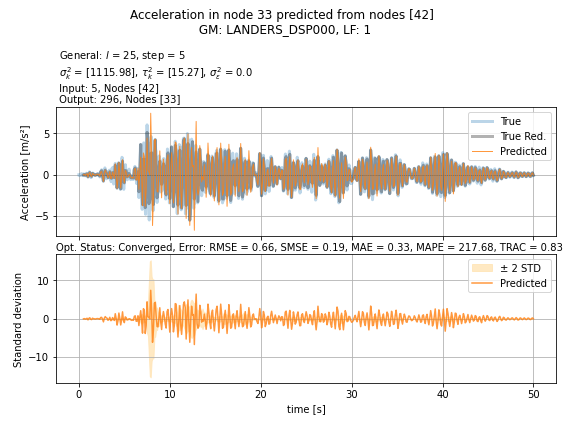 Acceleration in node 33 predicted from nodes [42]
GM: LANDERS_DSP000, LF: 1
General: l = 25, step = 5
σ²ₖ = [1115.98], τ²ₖ = [15.27], σ²_ε = 0.0
Input: 5, Nodes [42]
Output: 296, Nodes [33]
Acceleration [m/s²]
5
0
−5
True
True Red.
Predicted
Opt. Status: Converged, Error: RMSE = 0.66, SMSE = 0.19, MAE = 0.33, MAPE = 217.68, TRAC = 0.83
Standard deviation
10
0
−10
± 2 STD
Predicted
0 10 20 30 40 50
time [s]